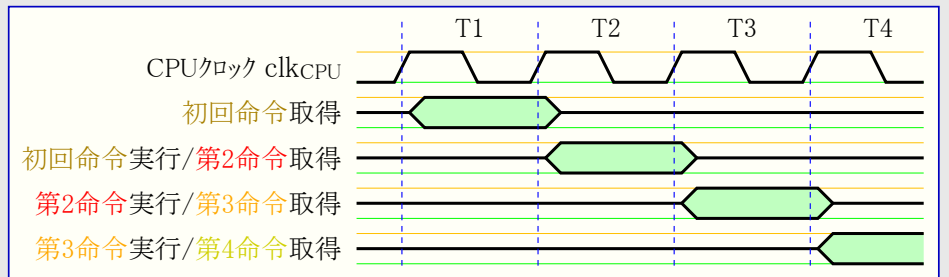 T1 T2 T3 T4
CPUクロック clkCPU
初回命令取得
初回命令実行/第2命令取得
第2命令実行/第3命令取得
第3命令実行/第4命令取得